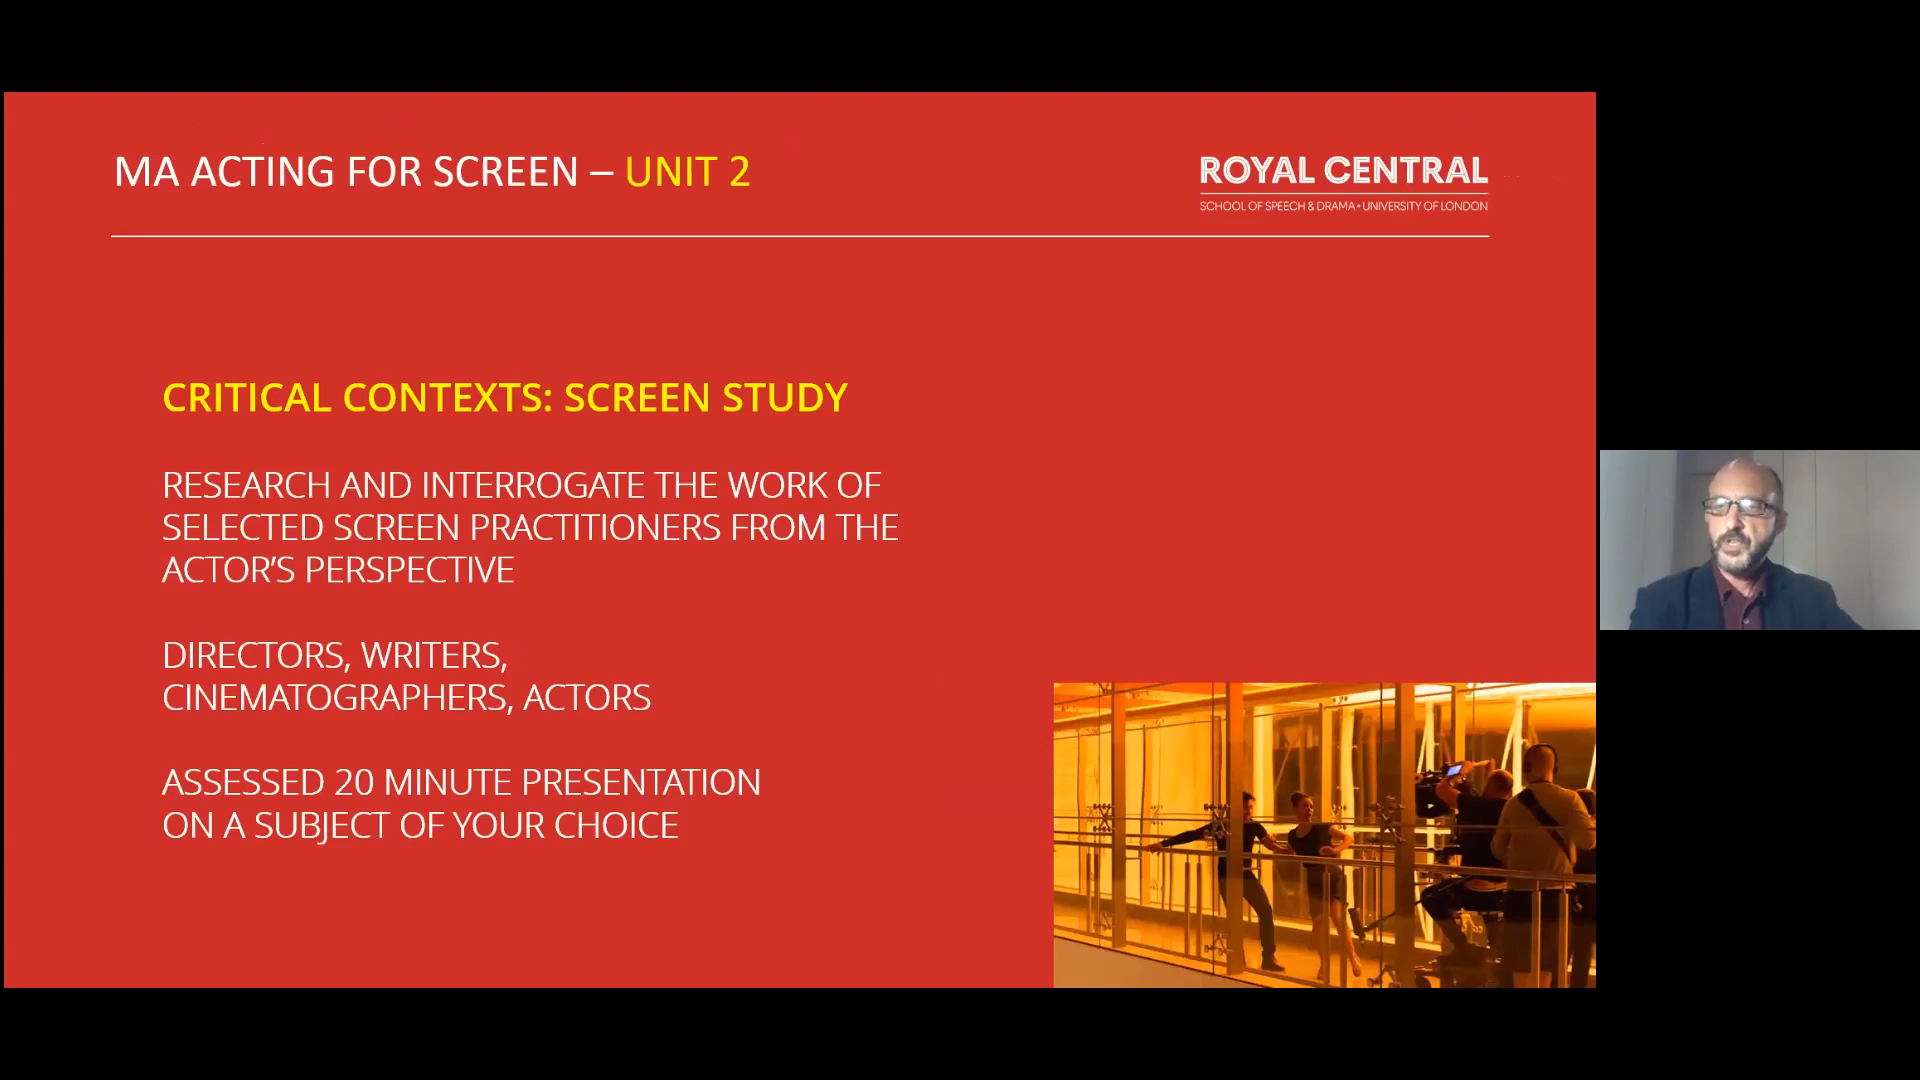 MA ACTING FOR SCREEN – UNIT 2
ROYAL CENTRAL
SCHOOL OF SPEECH & DRAMA • UNIVERSITY OF LONDON
CRITICAL CONTEXTS: SCREEN STUDY
RESEARCH AND INTERROGATE THE WORK OF
SELECTED SCREEN PRACTITIONERS FROM THE
ACTOR’S PERSPECTIVE
DIRECTORS, WRITERS,
CINEMATOGRAPHERS, ACTORS
ASSESSED 20 MINUTE PRESENTATION
ON A SUBJECT OF YOUR CHOICE